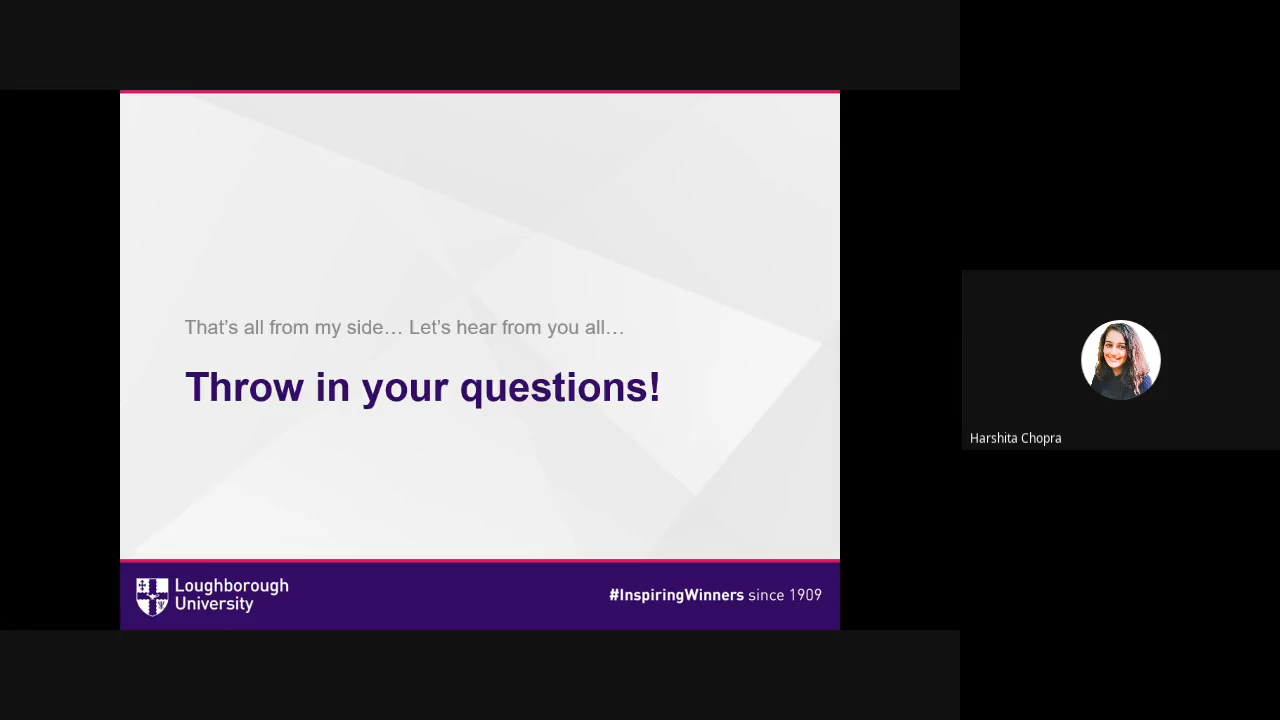 That’s all from my side… Let’s hear from you all…
Throw in your questions!
Harshita Chopra
Loughborough
University
#InspiringWinners since 1909